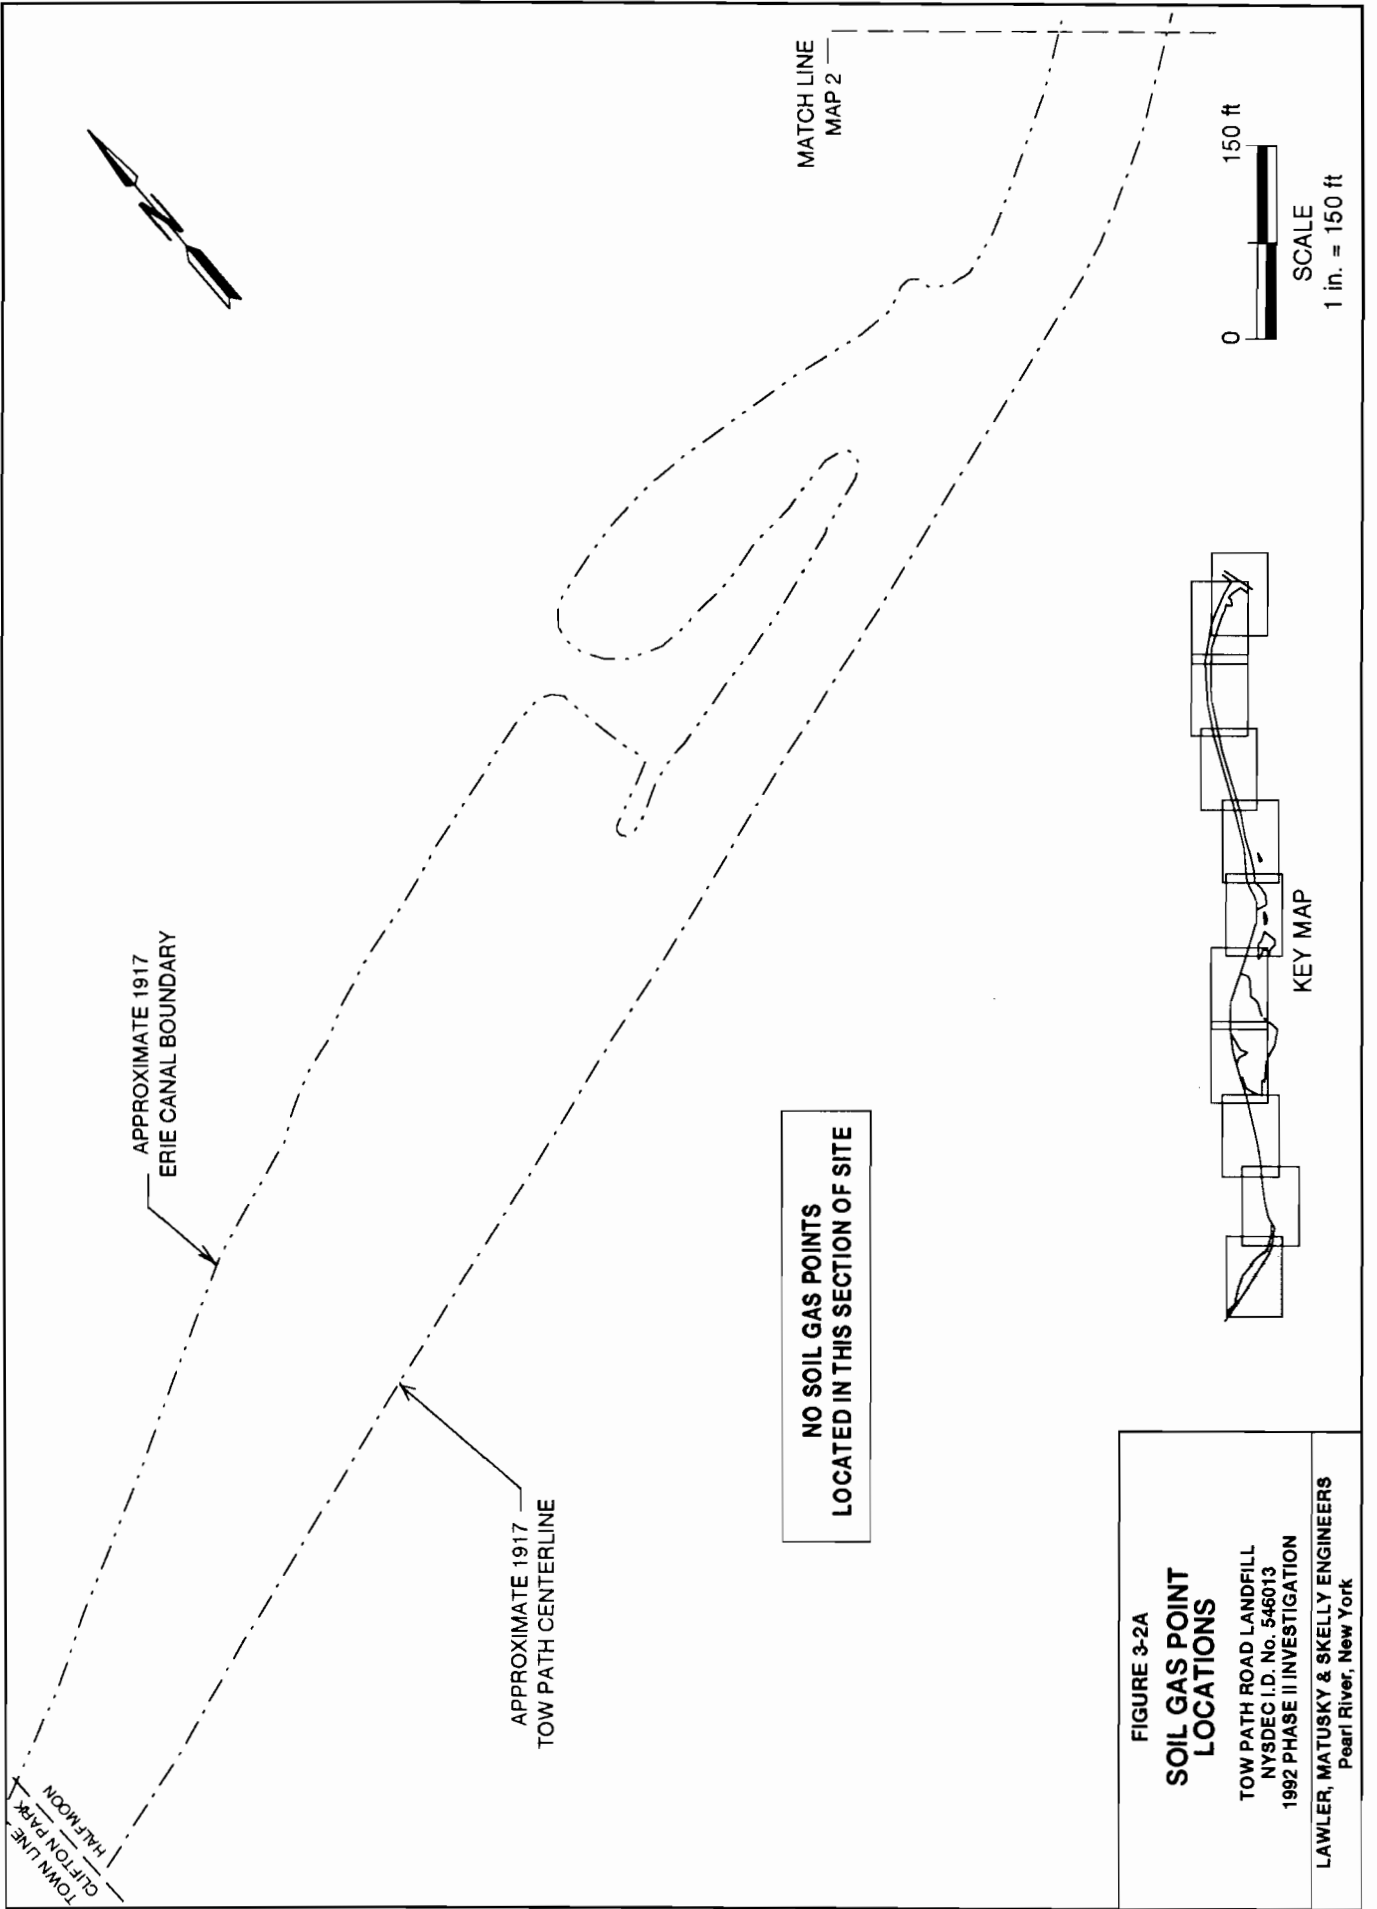 TOWN LINE
CLIFTON PARK
HALFMOON
APPROXIMATE 1917
ERIE CANAL BOUNDARY
N
APPROXIMATE 1917
TOW PATH CENTERLINE
MATCH LINE
MAP 2
NO SOIL GAS POINTS
LOCATED IN THIS SECTION OF SITE
KEY MAP
0
150 ft
SCALE
1 in. = 150 ft
FIGURE 3-2A
SOIL GAS POINT
LOCATIONS
TOW PATH ROAD LANDFILL
NYSDEC I.D. No. 546013
1992 PHASE II INVESTIGATION
LAWLER, MATUSKY & SKELLY ENGINEERS
Pearl River, New York